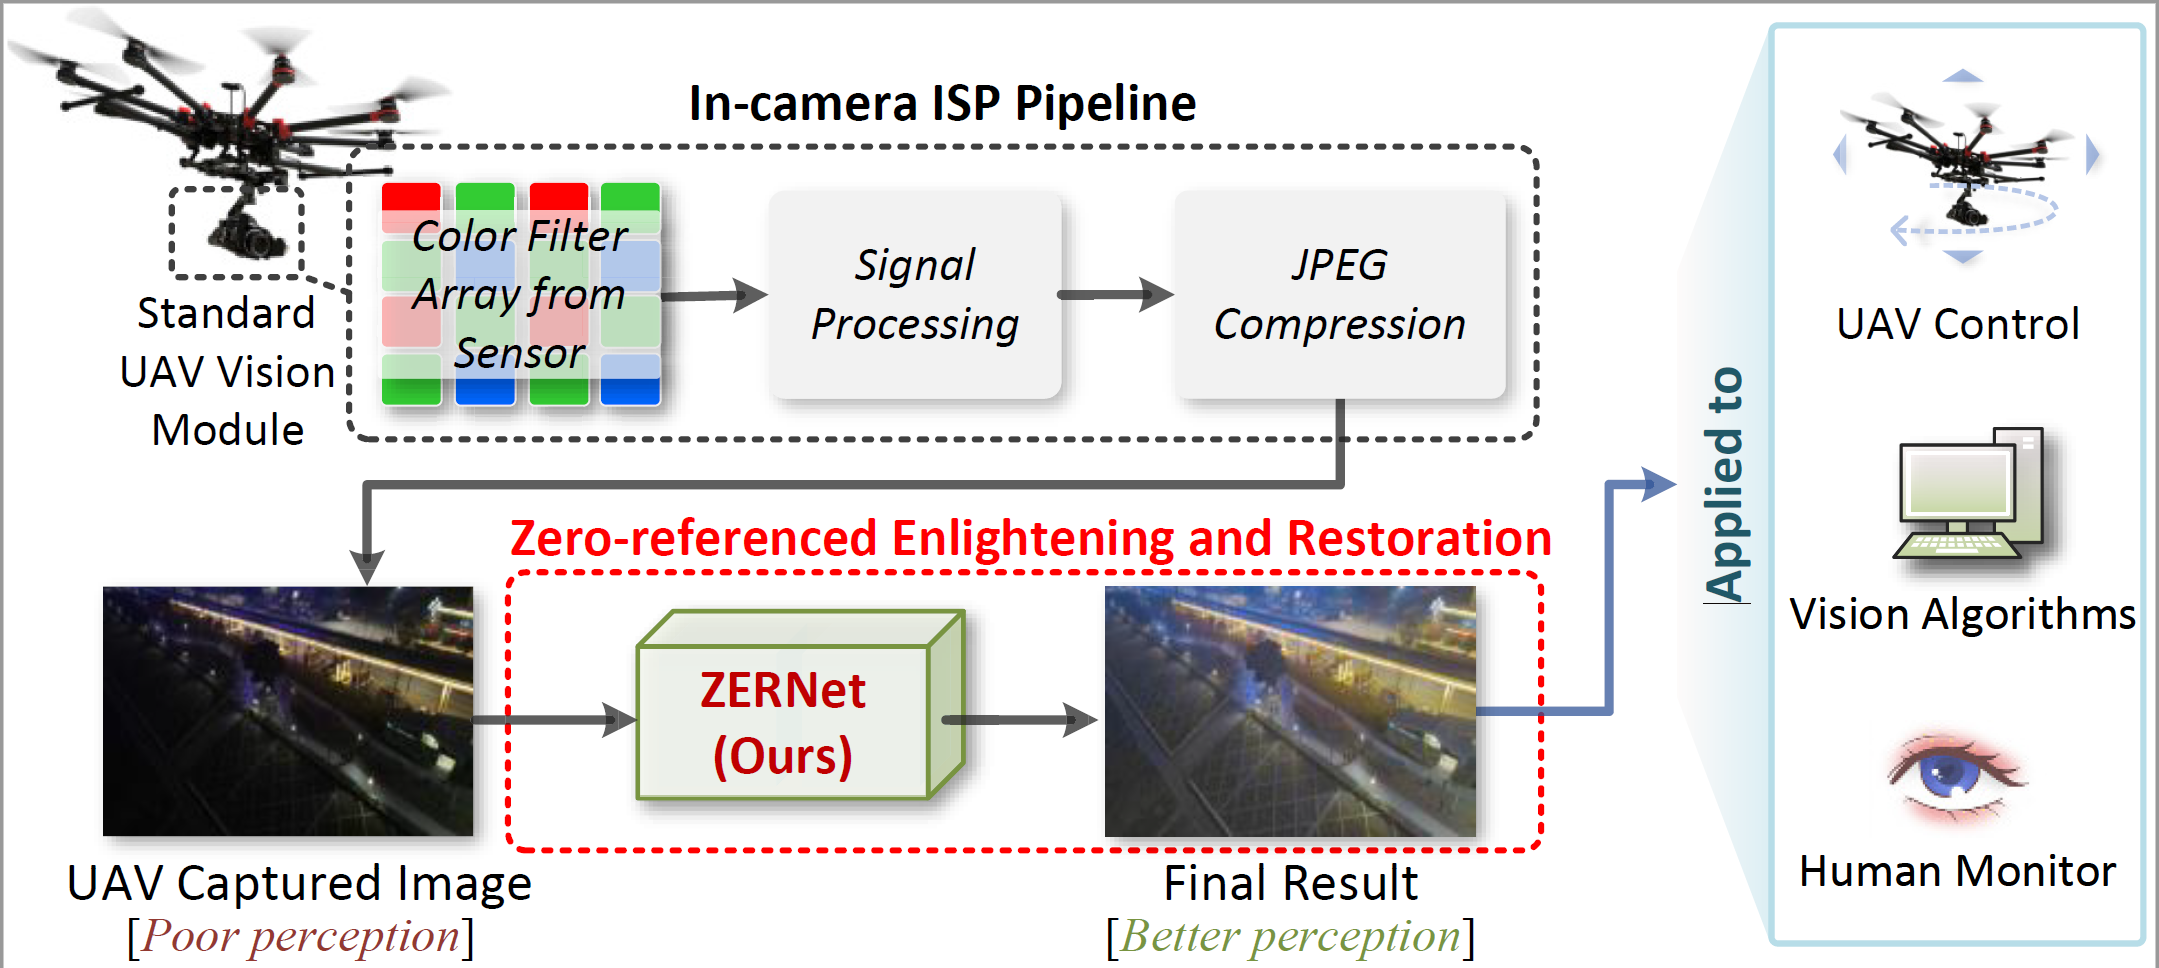 In-camera ISP Pipeline
Color Filter
Array from
Sensor
Signal
Processing
JPEG
Compression
Standard
UAV Vision
Module
Zero-referenced Enlightening and Restoration
ZERNet
(Ours)
UAV Captured Image
[Poor perception]
Final Result
[Better perception]
Applied to
UAV Control
Vision Algorithms
Human Monitor